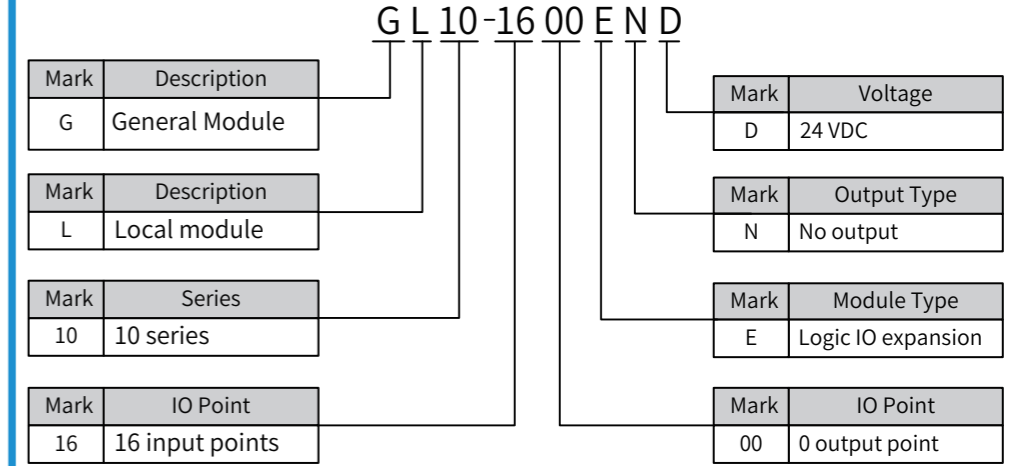 GL10-1600END
Mark Description
G General Module
Mark Description
L Local module
Mark Series
10 10 series
Mark IO Point
16 16 input points
Mark Voltage
D 24 VDC
Mark Output Type
N No output
Mark Module Type
E Logic IO expansion
Mark IO Point
00 0 output point